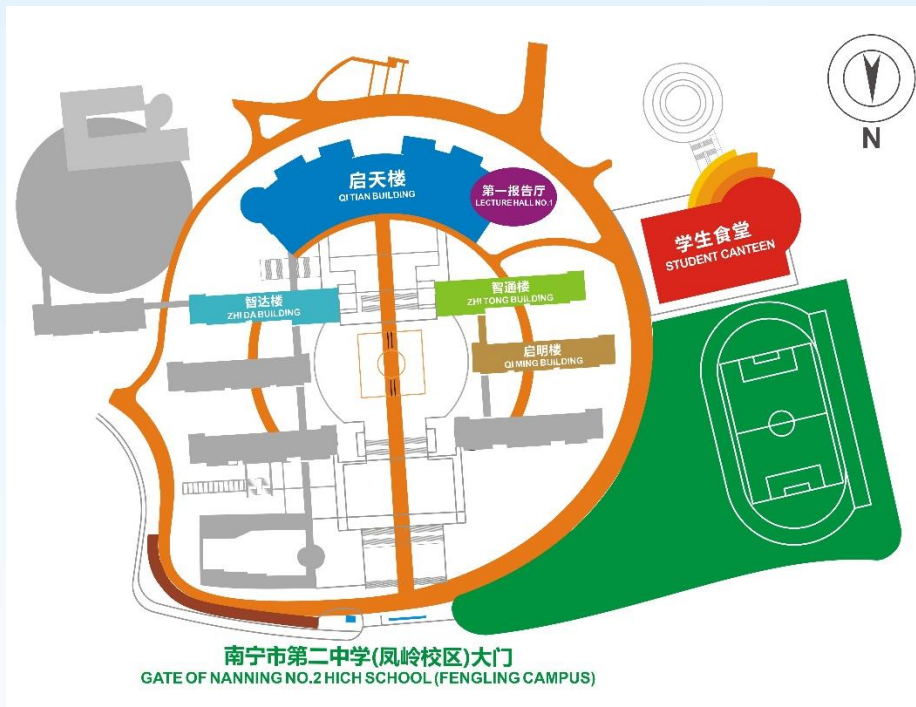 N
启天楼
QI TIAN BUILDING
第一报告厅
LECTURE HALL NO.1
学生食堂
STUDENT CANTEEN
智达楼
ZHI DA BUILDING
智通楼
ZHI TONG BUILDING
启明楼
QI MING BUILDING
南宁市第二中学(凤岭校区)大门
GATE OF NANNING NO.2 HICH SCHOOL (FENGLING CAMPUS)